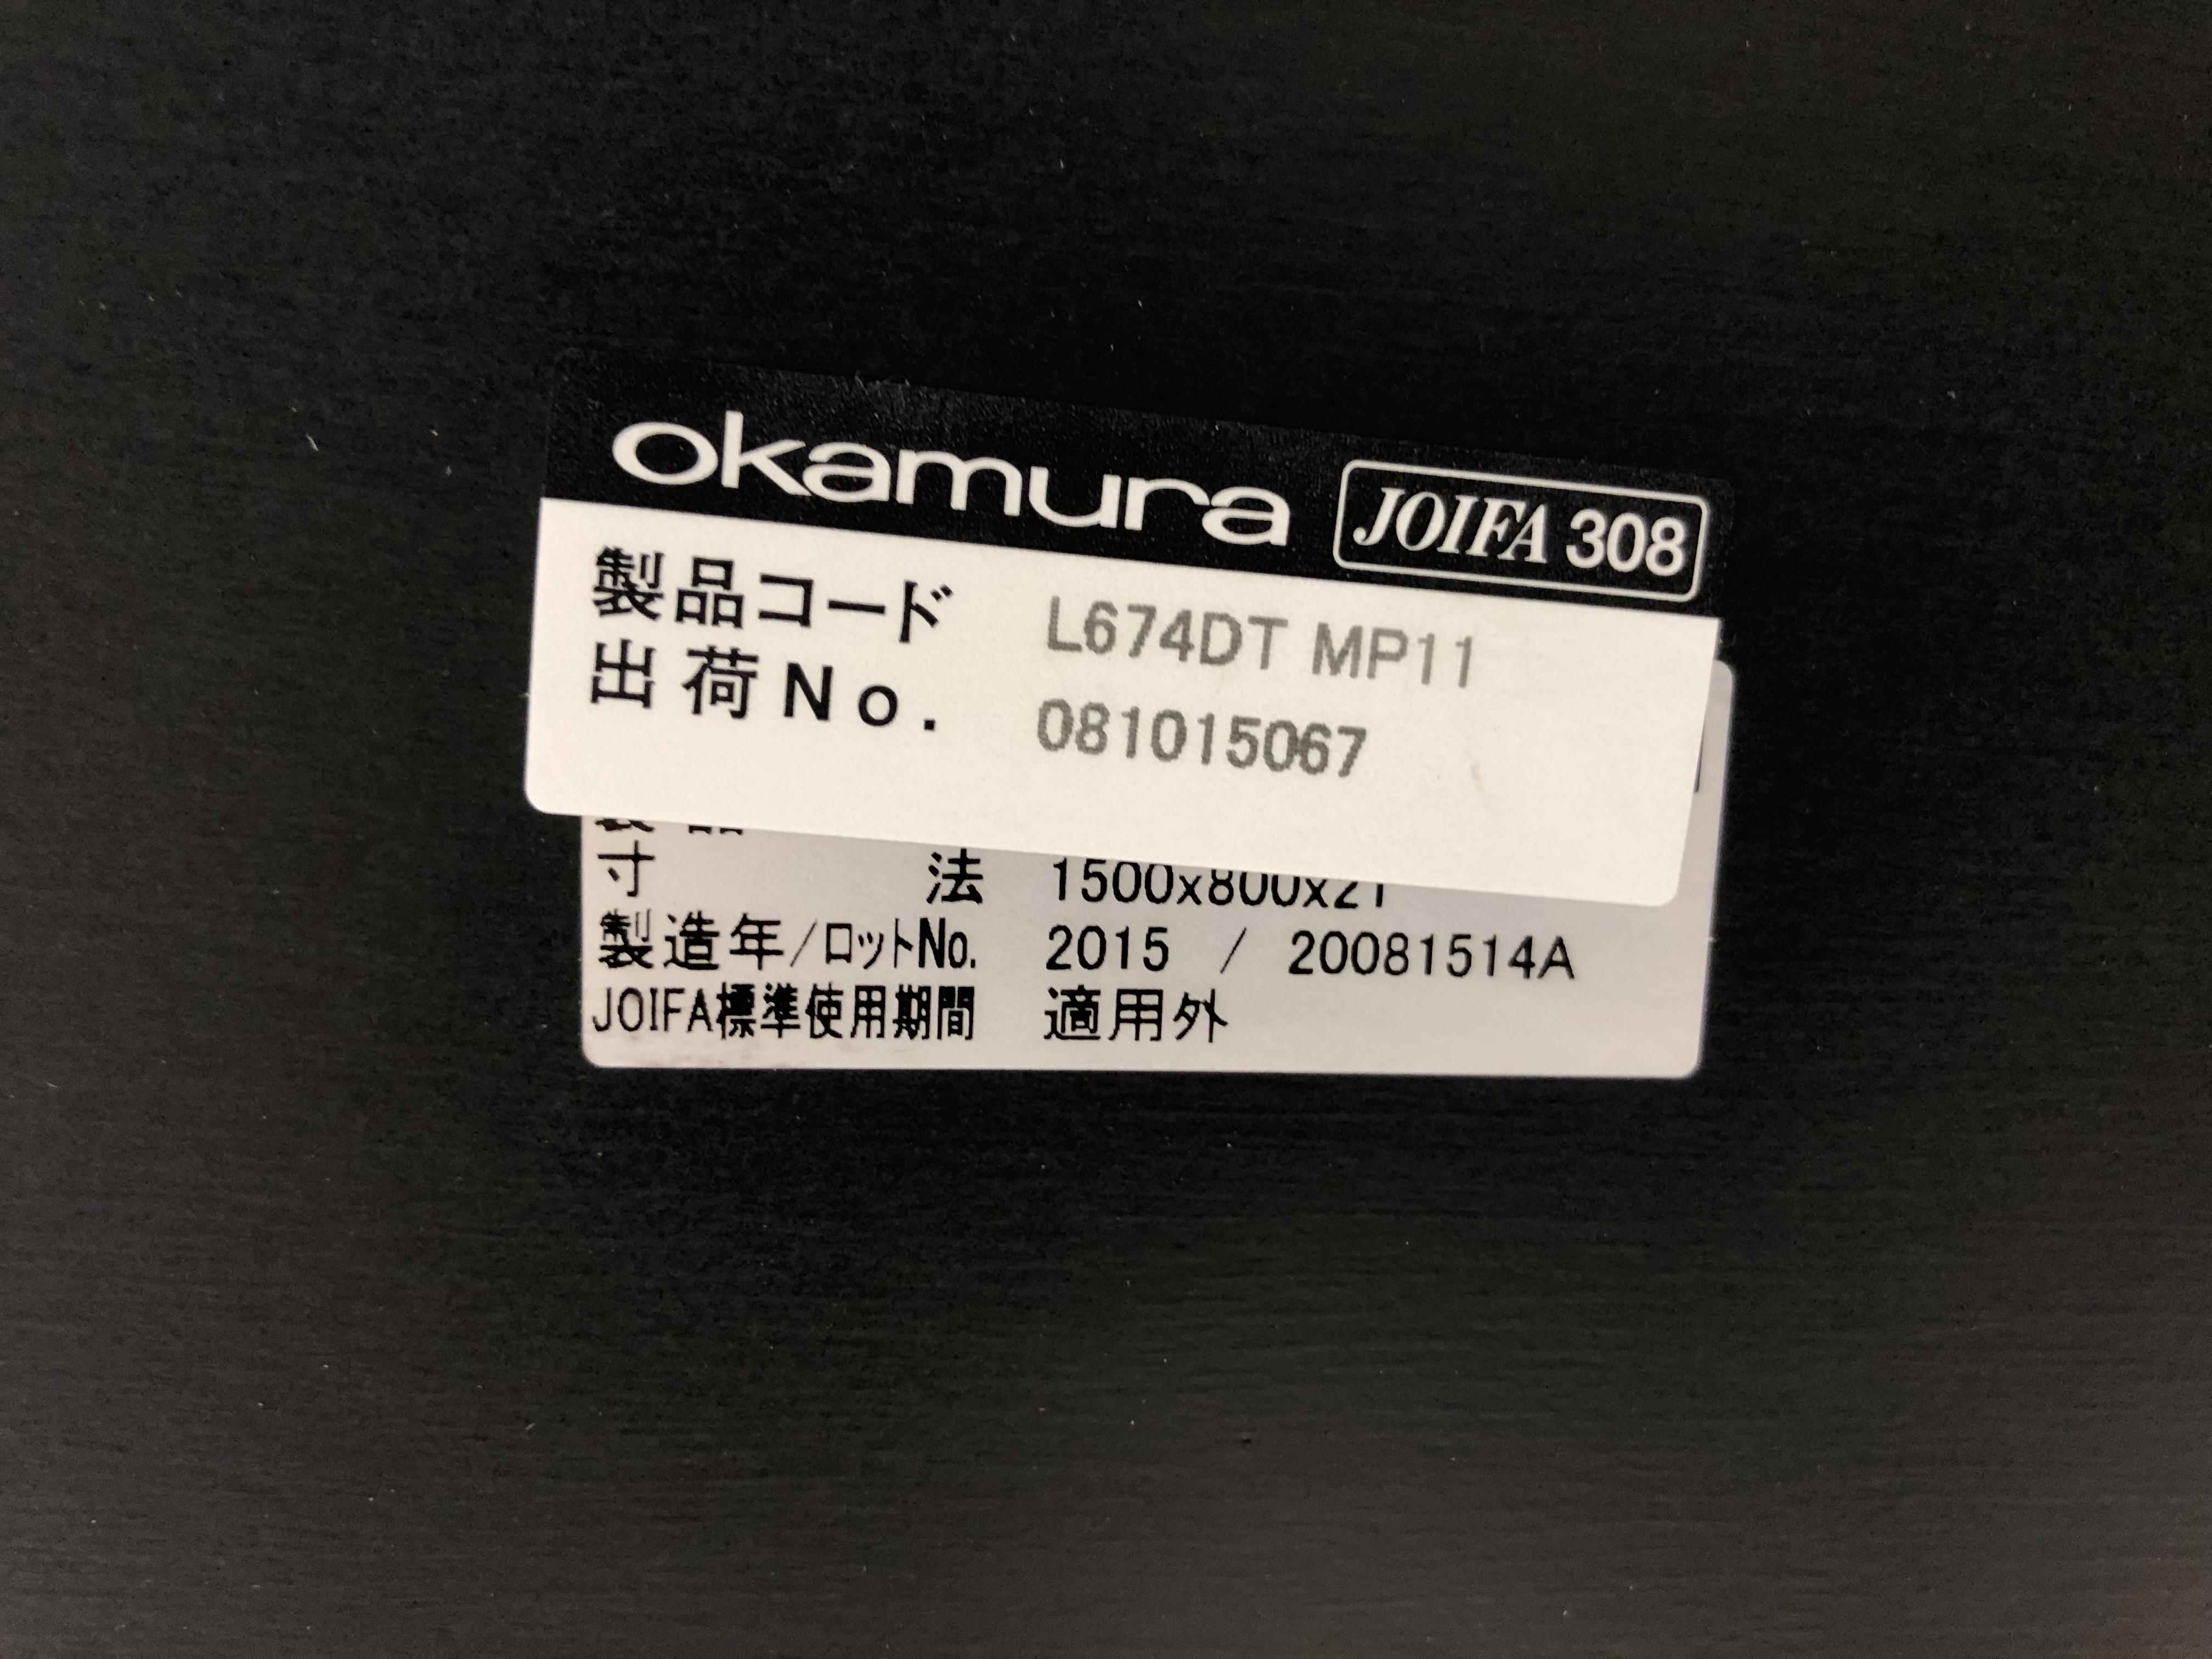 okamura JOIFA 308
製品コード L674DT MP11
出荷No. 081015067
寸法 1500x800x21
製造年/ロットNo. 2015 / 20081514A
JOIFA標準使用期間 適用外